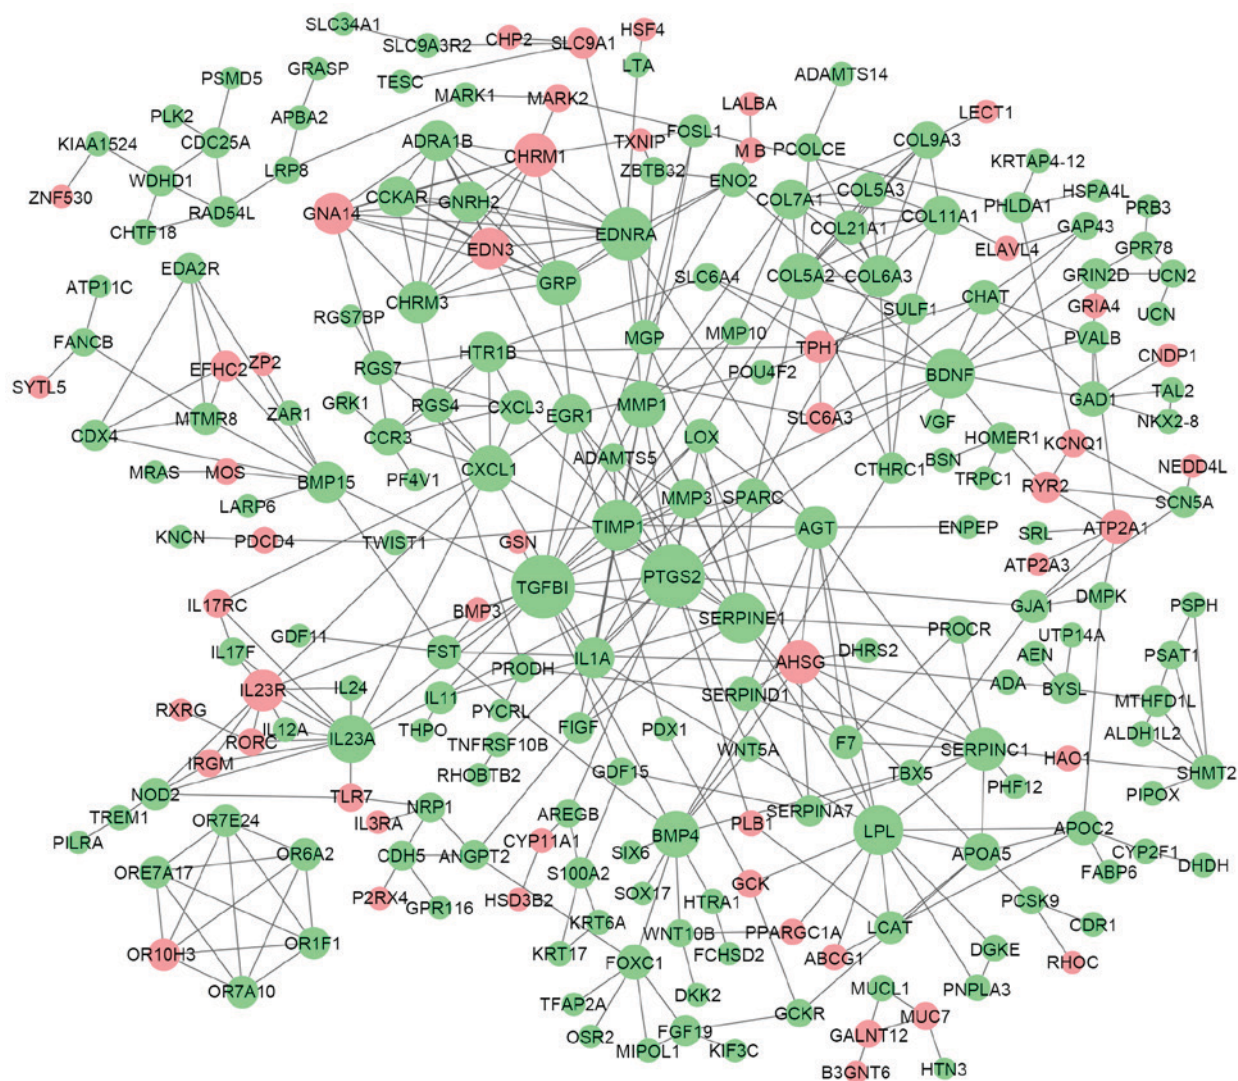 SLC34A1
CHP2
HSF4
SLC9A3R2
SLC9A1
PSMD5
GRASP
TESC
LTA
ADAMTS14
MARK1
MARK2
LALBA
LECT1
PLK2
APBA2
TXNIP
FOSL1
COL9A3
KIAA1524
CDC25A
ADRA1B
CHRM1
M B
PCOLCE
KRTAP4-12
WDHD1
LRP8
CCKAR
ZBTB32
ENO2
COL5A3
HSPA4L
ZNF530
GNRH2
COL7A1
PHLDA1
RAD54L
GNA14
COL11A1
PRB3
CHTF18
EDN3
EDNRA
COL21A1
GAP43
ELAVL4
GPR78
EDA2R
COL5A2
COL6A3
GRIN2D
UCN2
ATP11C
CHRM3
GRP
SLC6A4
CHAT
GRIA4
RGS7BP
SULF1
UCN
FANCB
MGP
MMP10
PVALB
EFHC2
ZP2
HTR1B
TPH1
CNDP1
SYTL5
RGS7
POU4F2
BDNF
TAL2
MTMR8
ZAR1
GRK1
RGS4
CXCL3
EGR1
MMP1
GAD1
SLC6A3
VGF
NKX2-8
CDX4
CCR3
LOX
HOMER1
KCNQ1
MRAS
MOS
BMP15
PF4V1
CXCL1
ADAMTS5
CTHRC1
BSN
TRPC1
NEDD4L
LARP6
MMP3
SPARC
RYR2
SCN5A
KNCN
PDCD4
TWIST1
GSN
TIMP1
AGT
ENPEP
SRL
ATP2A1
TGFBI
PTGS2
ATP2A3
IL17RC
BMP3
SERPINE1
GJA1
DMPK
PSPH
GDF11
PROCR
UTP14A
IL17F
FST
PRODH
IL1A
AHSG
DHRS2
AEN
PSAT1
IL23R
IL24
IL11
SERPIND1
ADA
BYSL
MTHFD1L
RXRG
IL12A
PYCRL
THPO
FIGF
PDX1
RORC
IL23A
TNFRSF10B
WNT5A
F7
SERPINC1
ALDH1L2
IRGM
RHOBTB2
GDF15
TBX5
HAO1
SHMT2
NOD2
TLR7
PHF12
PIPOX
TREM1
IL3RA
NRP1
AREGB
SERPINA7
PILRA
OR7E24
CYP11A1
BMP4
PLB1
LPL
APOC2
ORE7A17
OR6A2
CDH5
ANGPT2
SIX6
APOA5
CYP2F1
S100A2
FABP6
DHDH
P2RX4
GPR116
HSD3B2
SOX17
GCK
HTRA1
PCSK9
KRT6A
OR10H3
OR1F1
WNT10B
PPARGC1A
LCAT
CDR1
KRT17
FOXC1
FCHSD2
ABCG1
DGKE
RHOC
OR7A10
TFAP2A
DKK2
MUCL1
PNPLA3
OSR2
FGF19
GCKR
MUC7
MIPOL1
KIF3C
GALNT12
B3GNT6
HTN3